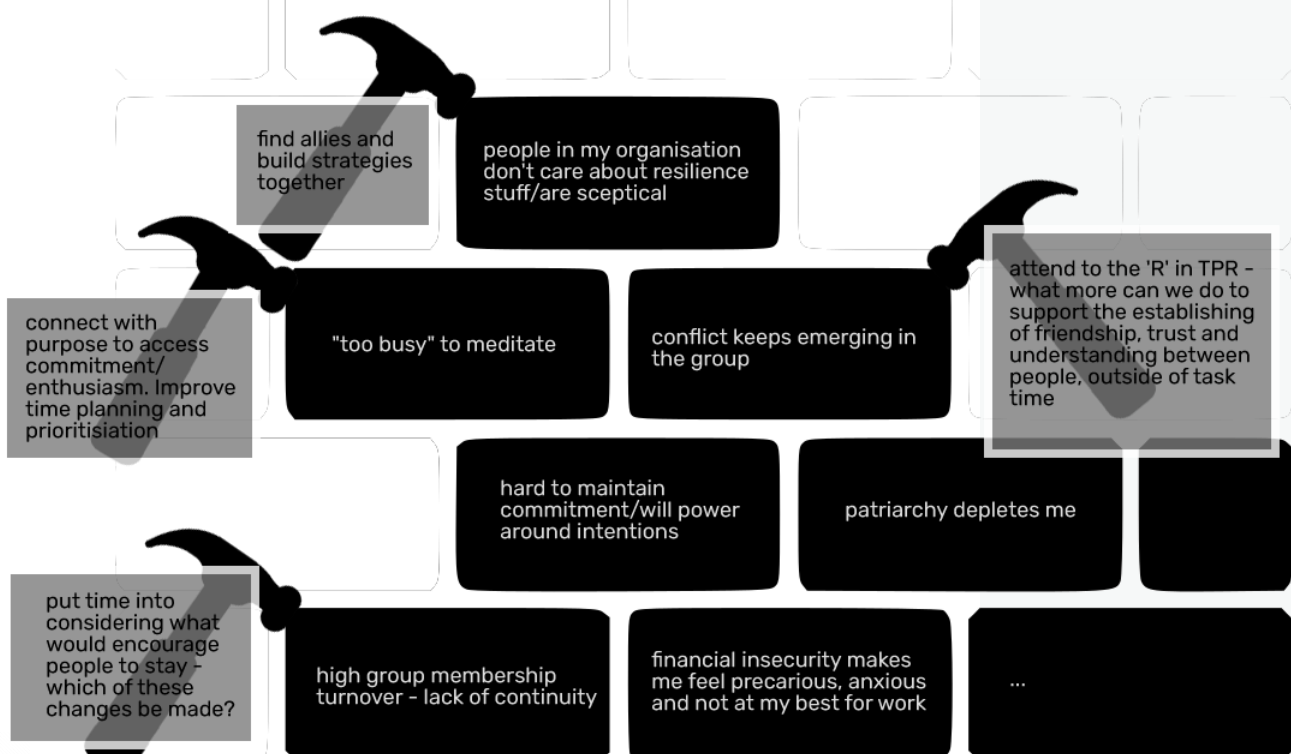 find allies and
build strategies
together
people in my organisation
don't care about resilience
stuff/are sceptical
connect with
purpose to access
commitment/
enthusiasm. Improve
time planning and
prioritisiation
"too busy" to meditate
conflict keeps emerging in
the group
attend to the 'R' in TPR -
what more can we do to
support the establishing
of friendship, trust and
understanding between
people, outside of task
time
hard to maintain
commitment/will power
around intentions
patriarchy depletes me
put time into
considering what
would encourage
people to stay -
which of these
changes be made?
high group membership
turnover - lack of continuity
financial insecurity makes
me feel precarious, anxious
and not at my best for work
...